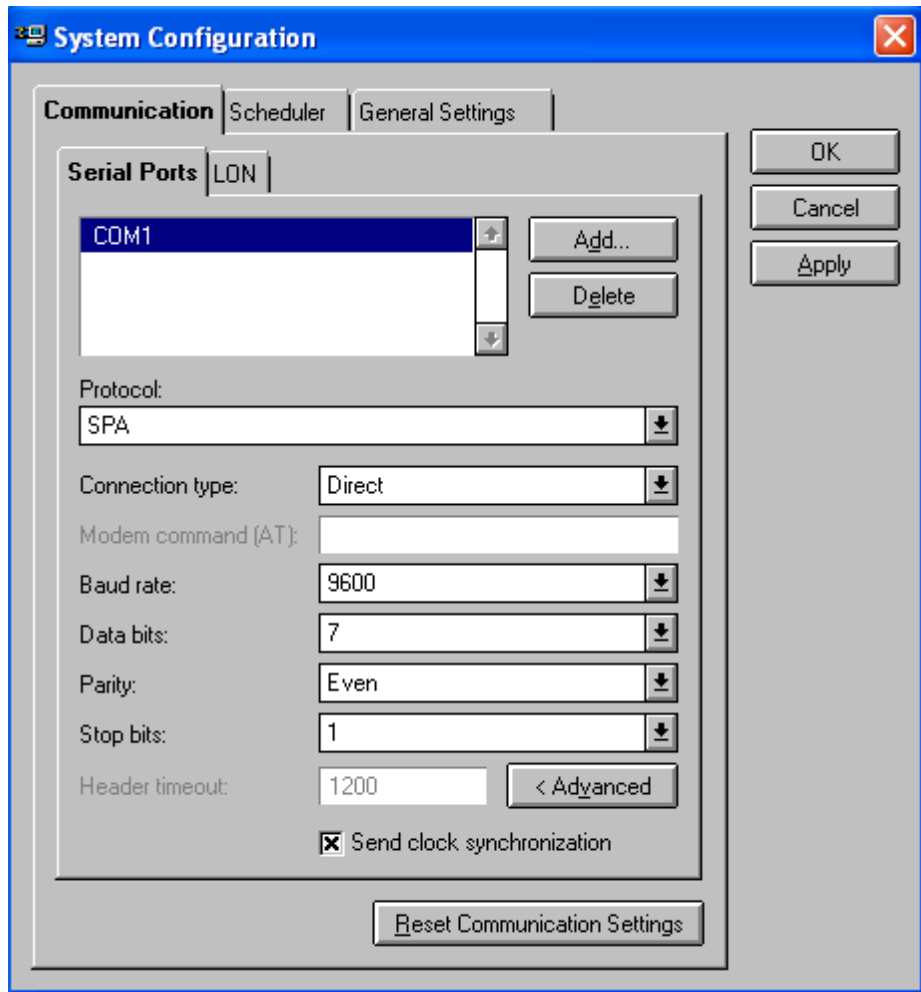 System Configuration
Communication Scheduler General Settings
Serial Ports LON
OK
Cancel
Apply
COM1
Add...
Delete
Protocol:
SPA
Connection type: Direct
Modem command (AT):
Baud rate: 9600
Data bits: 7
Parity: Even
Stop bits: 1
Header timeout: 1200 < Advanced
Send clock synchronization
Reset Communication Settings